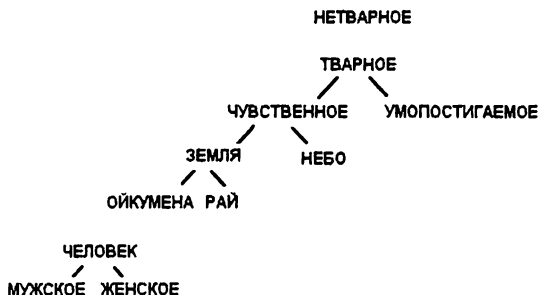 НЕТВАРНОЕ
ТВАРНОЕ
ЧУВСТВЕННОЕ УМОПОСТИГАЕМОЕ
ЗЕМЛЯ НЕБО
ОЙКУМЕНА РАЙ
ЧЕЛОВЕК
МУЖСКОЕ ЖЕНСКОЕ